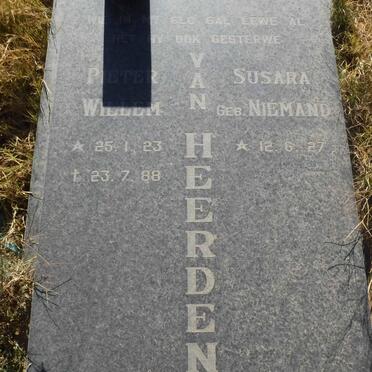 WIE IN MY GLO SAL LEWE AL
HET HY OOK GESTERWE
PIETER
WILLEM
★ 25.1.23
† 23.7.88
VAN
HEERDEN
SUSARA
GEB. NIEMAND
★ 12.6.27